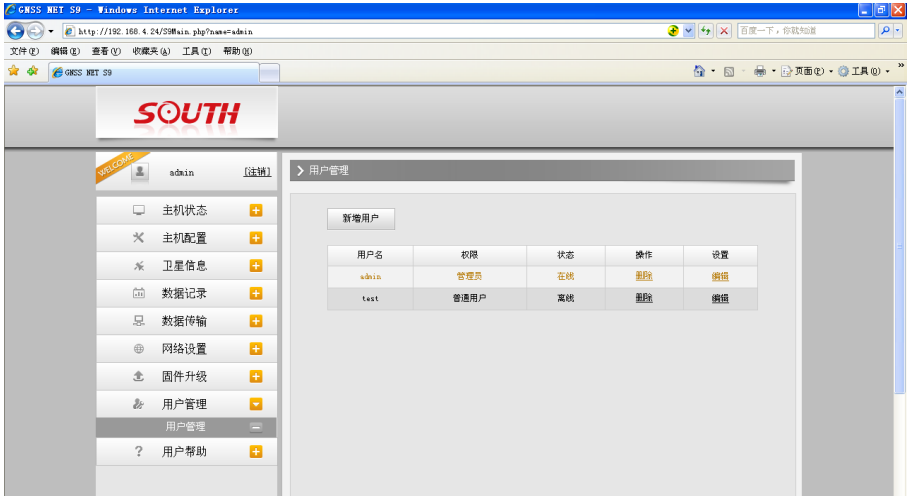 GNSS NET S9 - Windows Internet Explorer
http://192.168.4.24/S9Main.php?name=admin
百度一下，你就知道
文件(F) 编辑(E) 查看(V) 收藏夹(A) 工具(T) 帮助(H)
GNSS NET S9
页面(P) 工具(O) »
SOUTH
WELCOME
admin [注销]
用户管理
主机状态
主机配置
卫星信息
数据记录
数据传输
网络设置
固件升级
用户管理
用户管理
? 用户帮助
新增用户
用户名 权限 状态 操作 设置
admin 管理员 在线 删除 编辑
test 普通用户 离线 删除 编辑